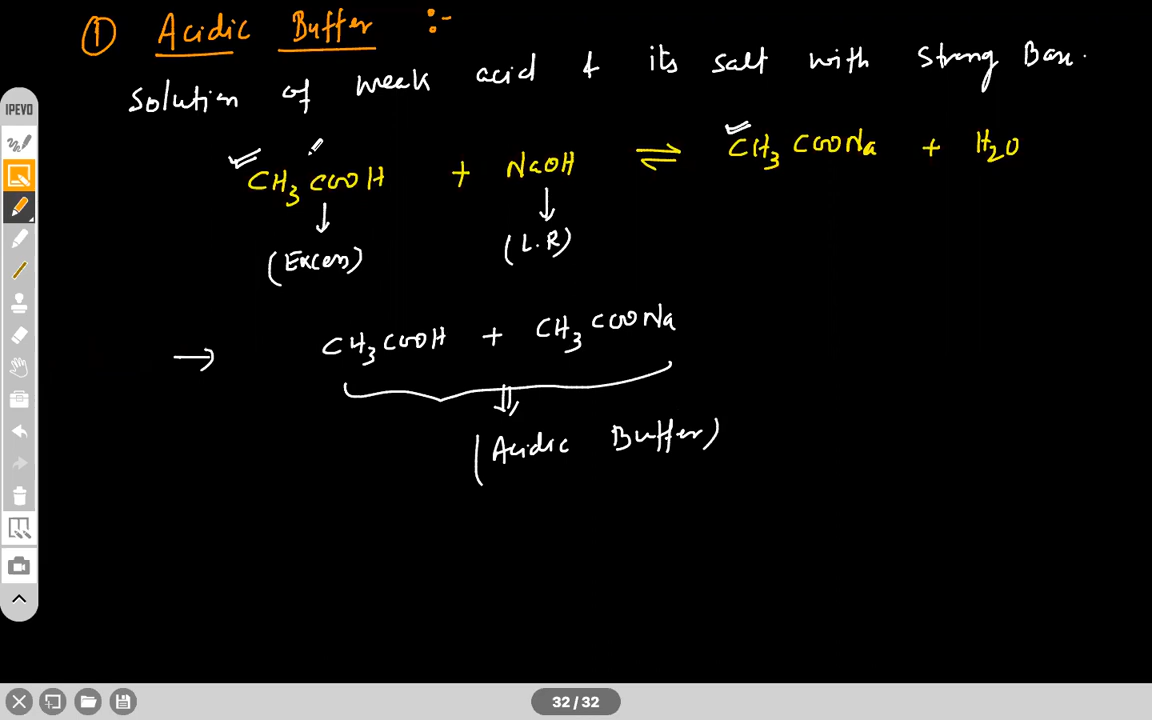 ① Acidic Buffer :-
Solution of weak acid & its salt with strong Base.
IPEVO
CH3COOH + NaOH ⇌ CH3COONa + H2O
↓ ↓
(Excess) (L.R)
→ CH3COOH + CH3COONa
⇓
(Acidic Buffer)
32 / 32